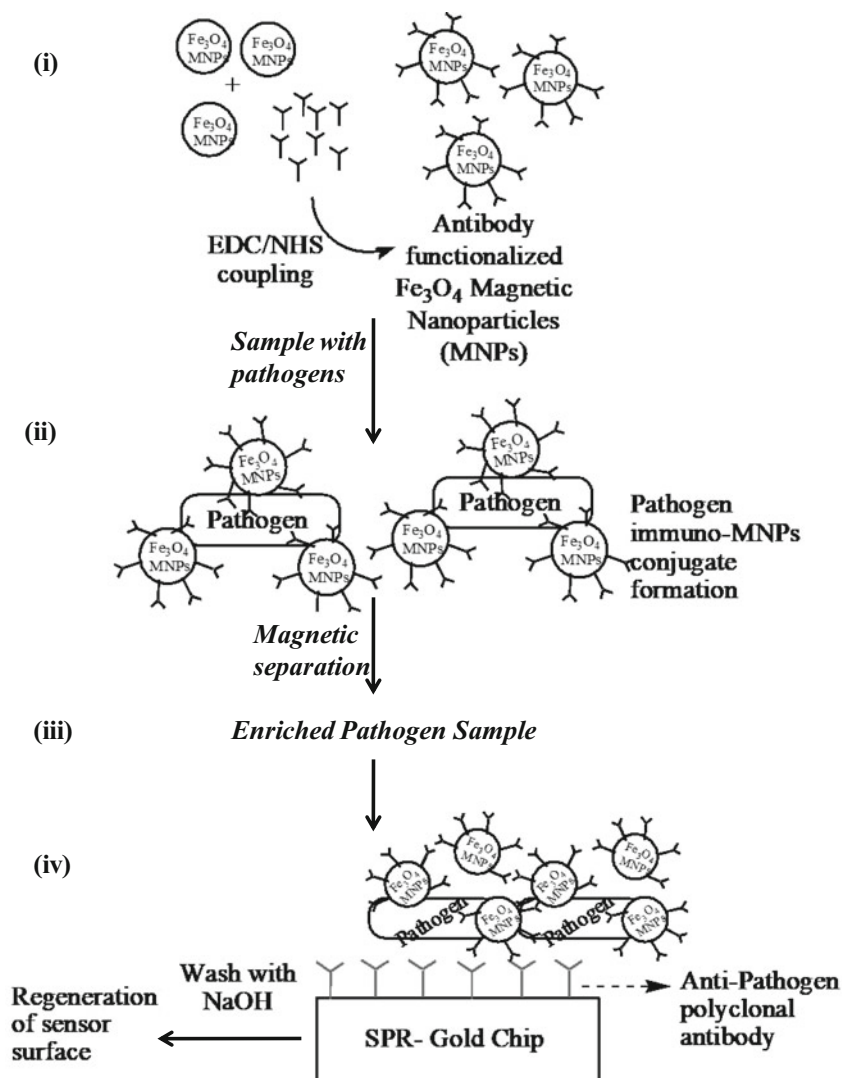 (i)
Fe₃O₄
MNPs
Fe₃O₄
MNPs
+
Fe₃O₄
MNPs
Fe₃O₄
MNPs
Fe₃O₄
MNPs
Fe₃O₄
MNPs
EDC/NHS
coupling
Antibody
functionalized
Fe₃O₄ Magnetic
Nanoparticles
(MNPs)
Sample with
pathogens
(ii)
Fe₃O₄
MNPs
Pathogen
Fe₃O₄
MNPs
Fe₃O₄
MNPs
Fe₃O₄
MNPs
Pathogen
Fe₃O₄
MNPs
Fe₃O₄
MNPs
Pathogen
immuno-MNPs
conjugate
formation
Magnetic
separation
(iii)
Enriched Pathogen Sample
(iv)
Fe₃O₄
MNPs
Fe₃O₄
MNPs
Fe₃O₄
MNPs
Fe₃O₄
MNPs
Pathogen
Fe₃O₄
MNPs
Pathogen
Fe₃O₄
MNPs
Wash with
NaOH
Regeneration
of sensor
surface
SPR- Gold Chip
Anti-Pathogen
polyclonal
antibody